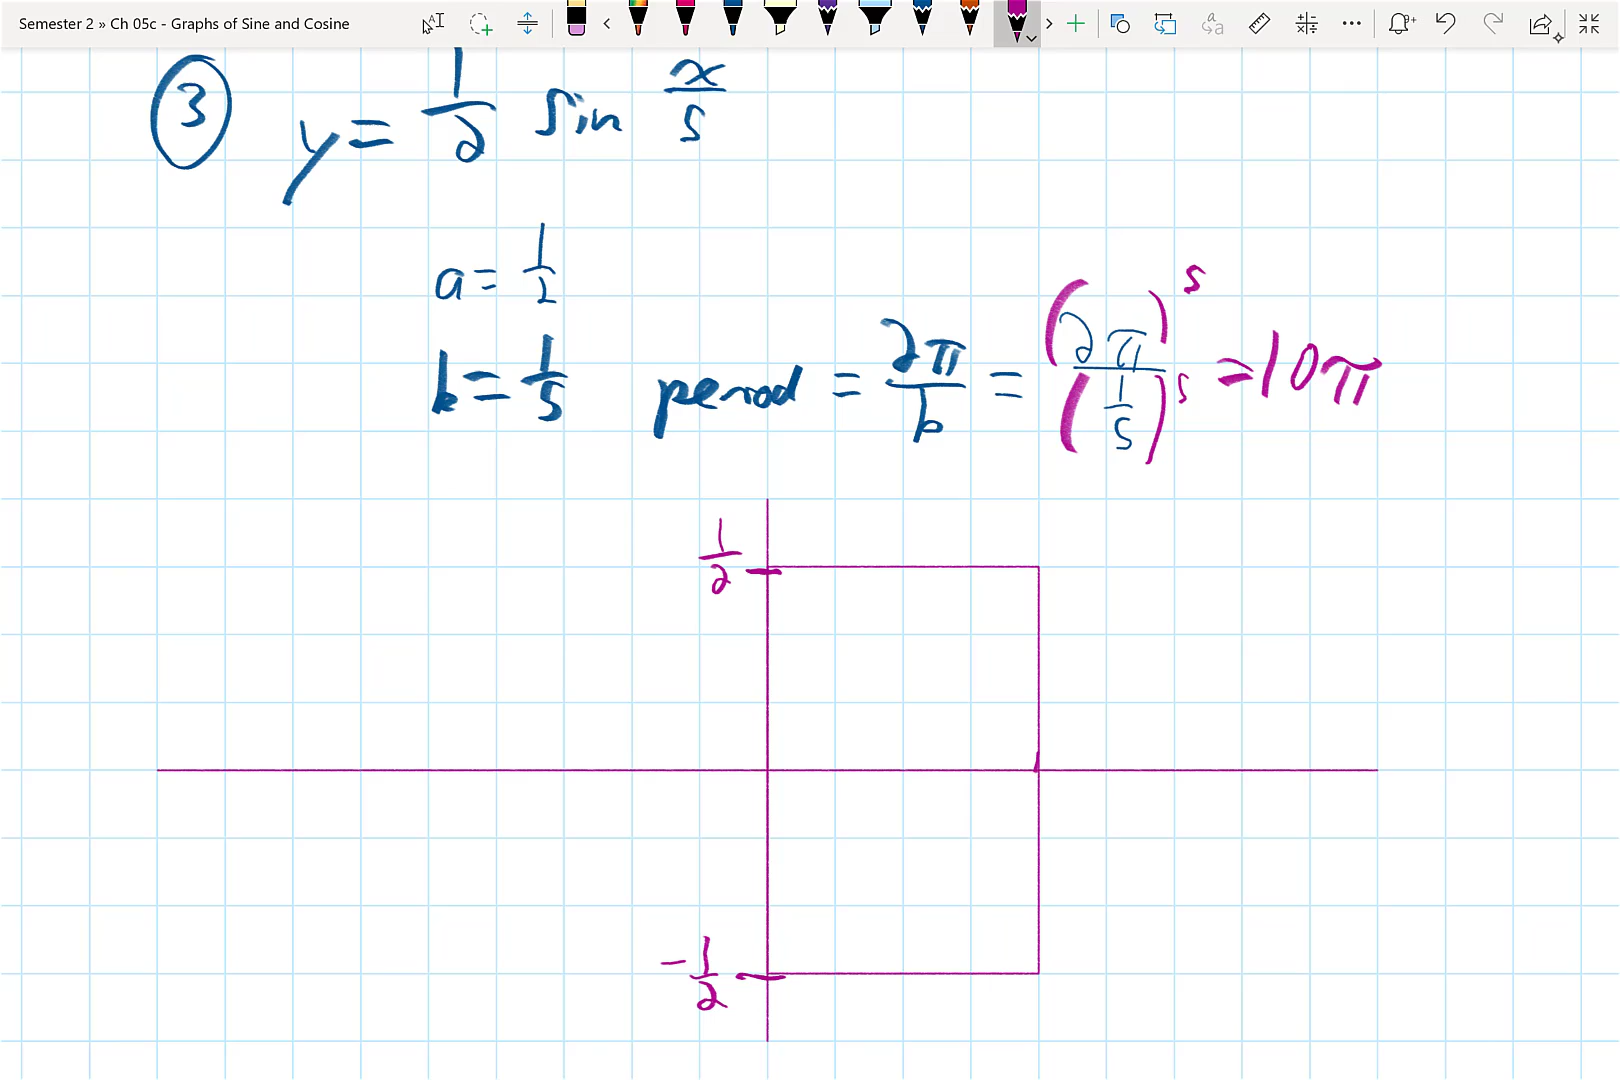 Semester 2 » Ch 05c - Graphs of Sine and Cosine
③ y = 1/2 sin x/5
a = 1/2
b = 1/5 period = 2π/b = (2π)5/(1/5)5 = 10π
1/2
-1/2